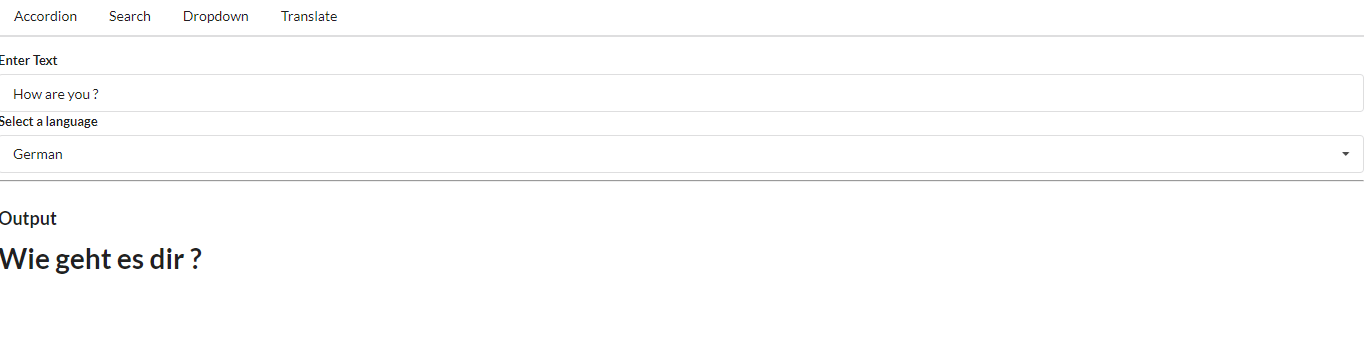 Accordion Search Dropdown Translate
Enter Text
How are you ?
Select a language
German
Output
Wie geht es dir ?